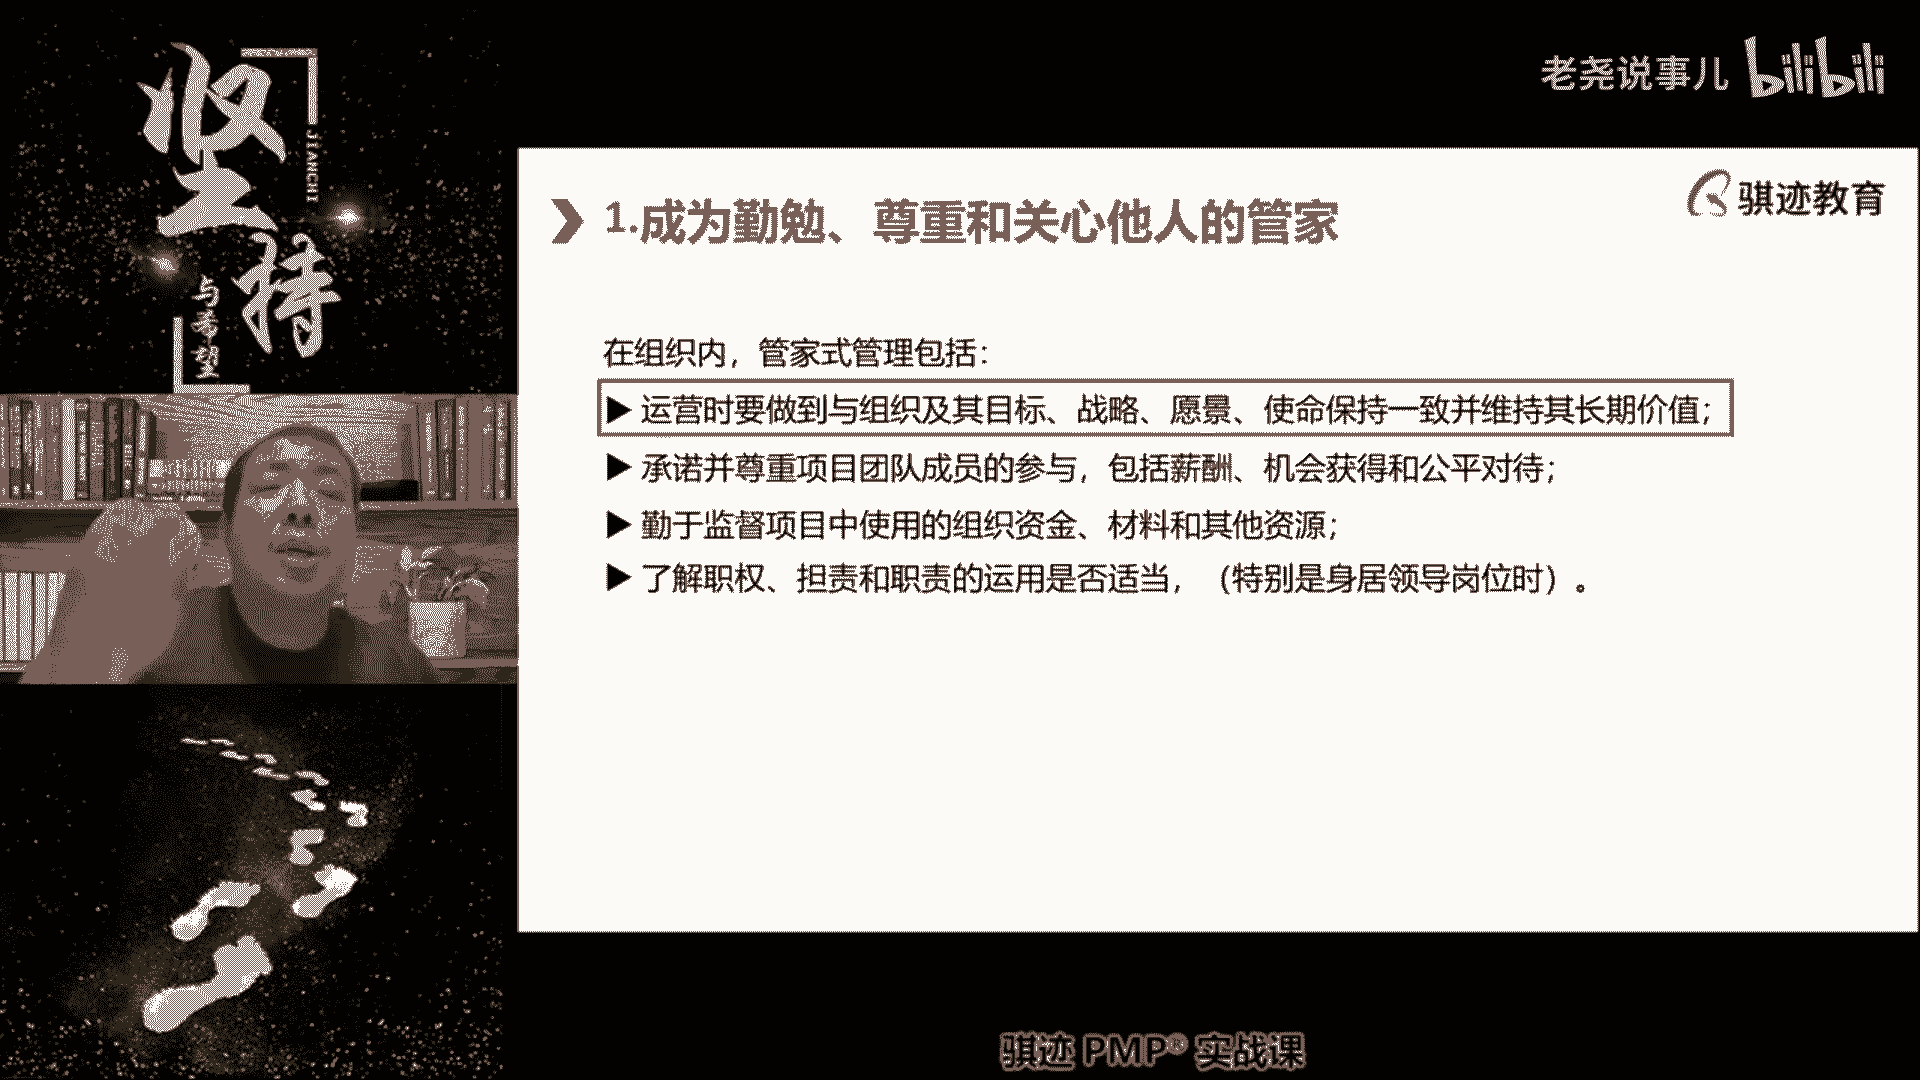 坚持
JIANCHI
与希望
老尧说事儿 bilibili
骐迹教育
1.成为勤勉、尊重和关心他人的管家
在组织内，管家式管理包括：
▶ 运营时要做到与组织及其目标、战略、愿景、使命保持一致并维持其长期价值；
▶ 承诺并尊重项目团队成员的参与，包括薪酬、机会获得和公平对待；
▶ 勤于监督项目中使用的组织资金、材料和其他资源；
▶ 了解职权、担责和职责的运用是否适当，（特别是身居领导岗位时）。
骐迹 PMP® 实战课